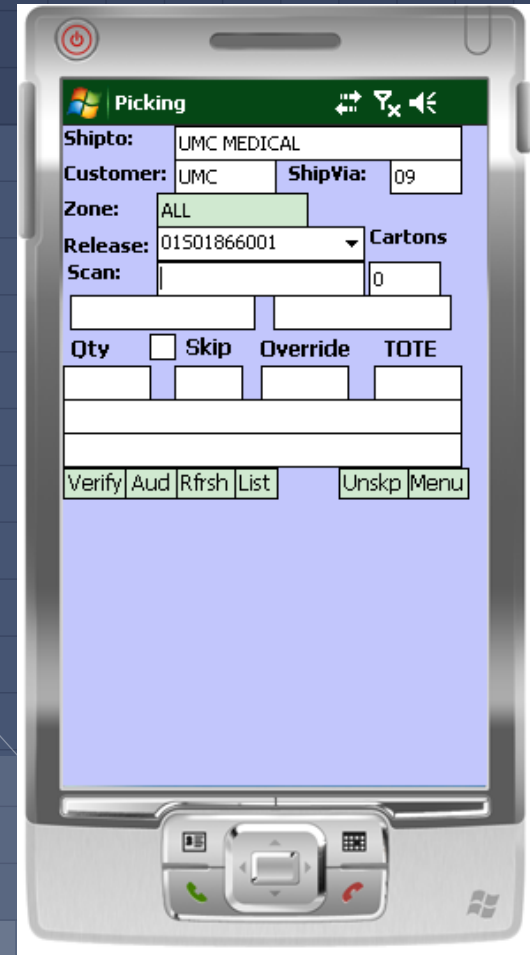 Picking
Shipto: UMC MEDICAL
Customer: UMC ShipVia: 09
Zone: ALL
Release: 01S01866001 Cartons
Scan: 0
Qty Skip Override TOTE
Verify Aud Rfrsh List Unskp Menu